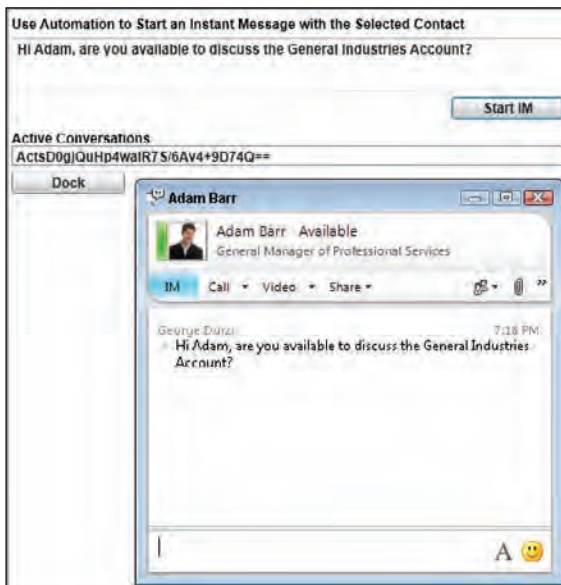 Use Automation to Start an Instant Message with the Selected Contact
Hi Adam, are you available to discuss the General Industries Account?
Start IM
Active Conversations
ActsD0gjQuHp4walR7S/6AV4+9D74Q==
Dock
Adam Barr
Adam Barr Available
General Manager of Professional Services
IM Call Video Share
George Durzi 7:18 PM
Hi Adam, are you available to discuss the General Industries
Account?
A